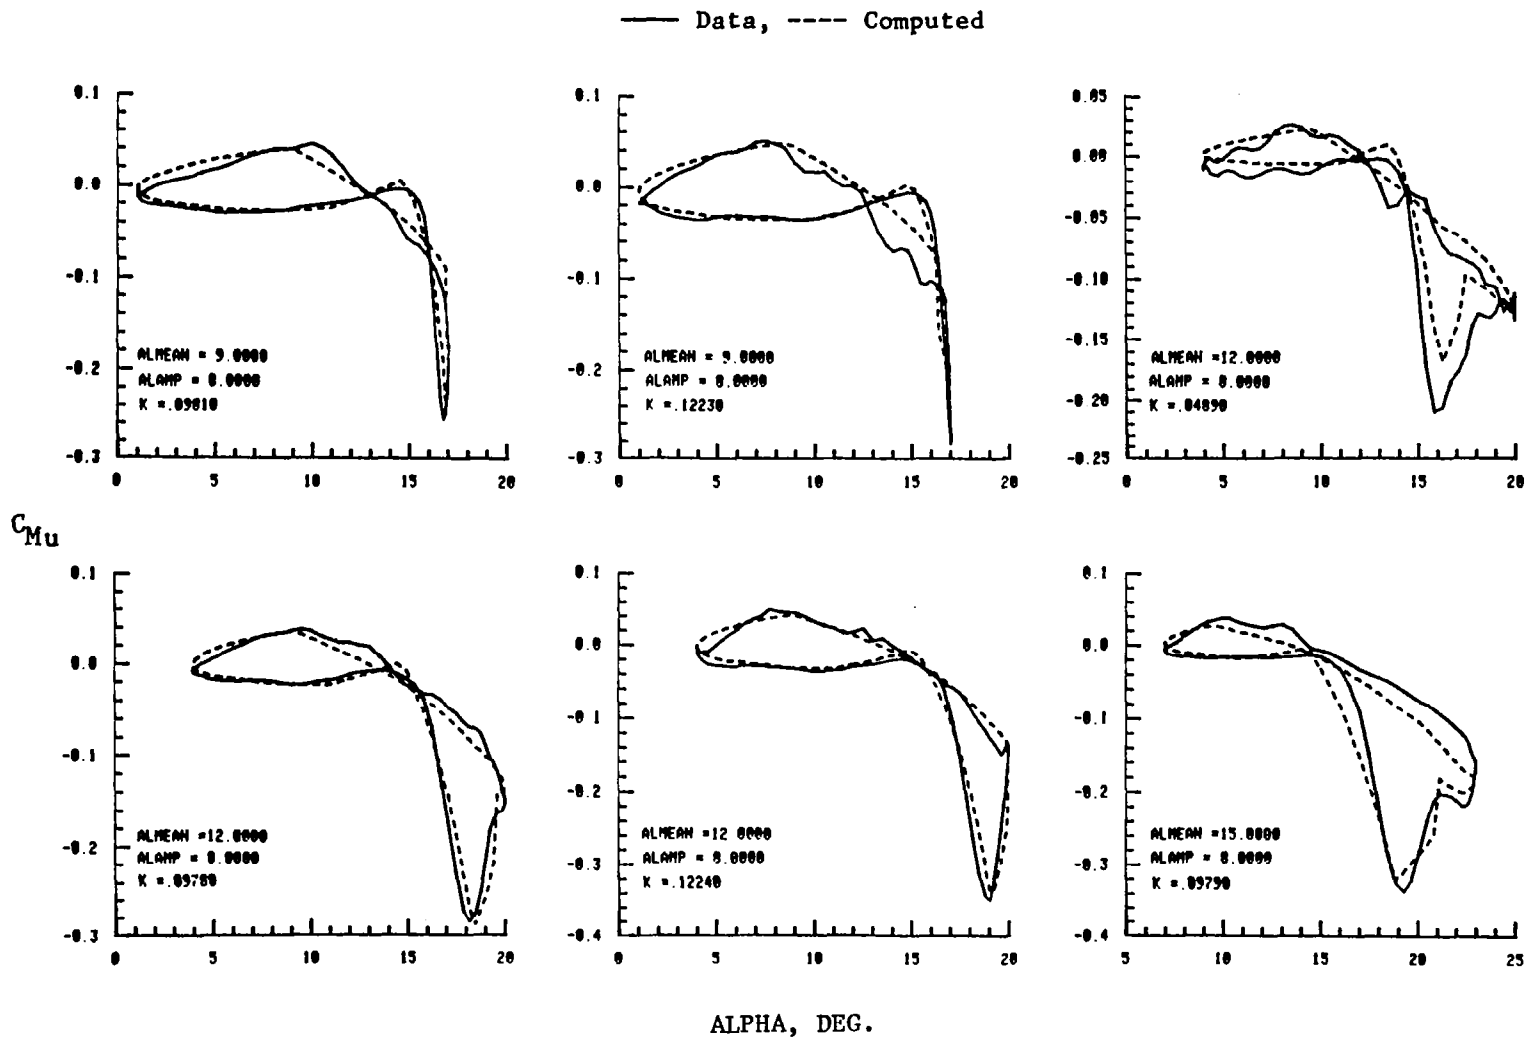 Data, Computed
0.1
0.0
-0.1
-0.2
-0.3
ALMEAN = 9.0000
ALAMP = 8.0000
K =.09810
0 5 10 15 20
0.1
0.0
-0.1
-0.2
-0.3
ALMEAN = 9.0000
ALAMP = 8.0000
K =.12230
0 5 10 15 20
0.05
0.00
-0.05
-0.10
-0.15
-0.20
-0.25
ALMEAN =12.0000
ALAMP = 8.0000
K =.04890
0 5 10 15 20
CMu
0.1
0.0
-0.1
-0.2
-0.3
ALMEAN =12.0000
ALAMP = 8.0000
K =.09780
0 5 10 15 20
0.1
0.0
-0.1
-0.2
-0.3
-0.4
ALMEAN =12 0000
ALAMP = 8.0000
K =.12240
0 5 10 15 20
0.1
0.0
-0.1
-0.2
-0.3
-0.4
ALMEAN =15.0000
ALAMP = 8.0000
K =.09790
5 10 15 20 25
ALPHA, DEG.